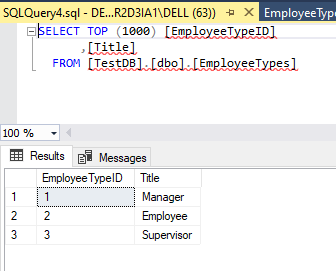 SQLQuery4.sql - DE...R2D3IA1\DELL (63))*
EmployeeTyp
SELECT TOP (1000) [EmployeeTypeID]
,[Title]
FROM [TestDB].[dbo].[EmployeeTypes]
100 %
Results Messages
EmployeeTypeID Title
1 1 Manager
2 2 Employee
3 3 Supervisor